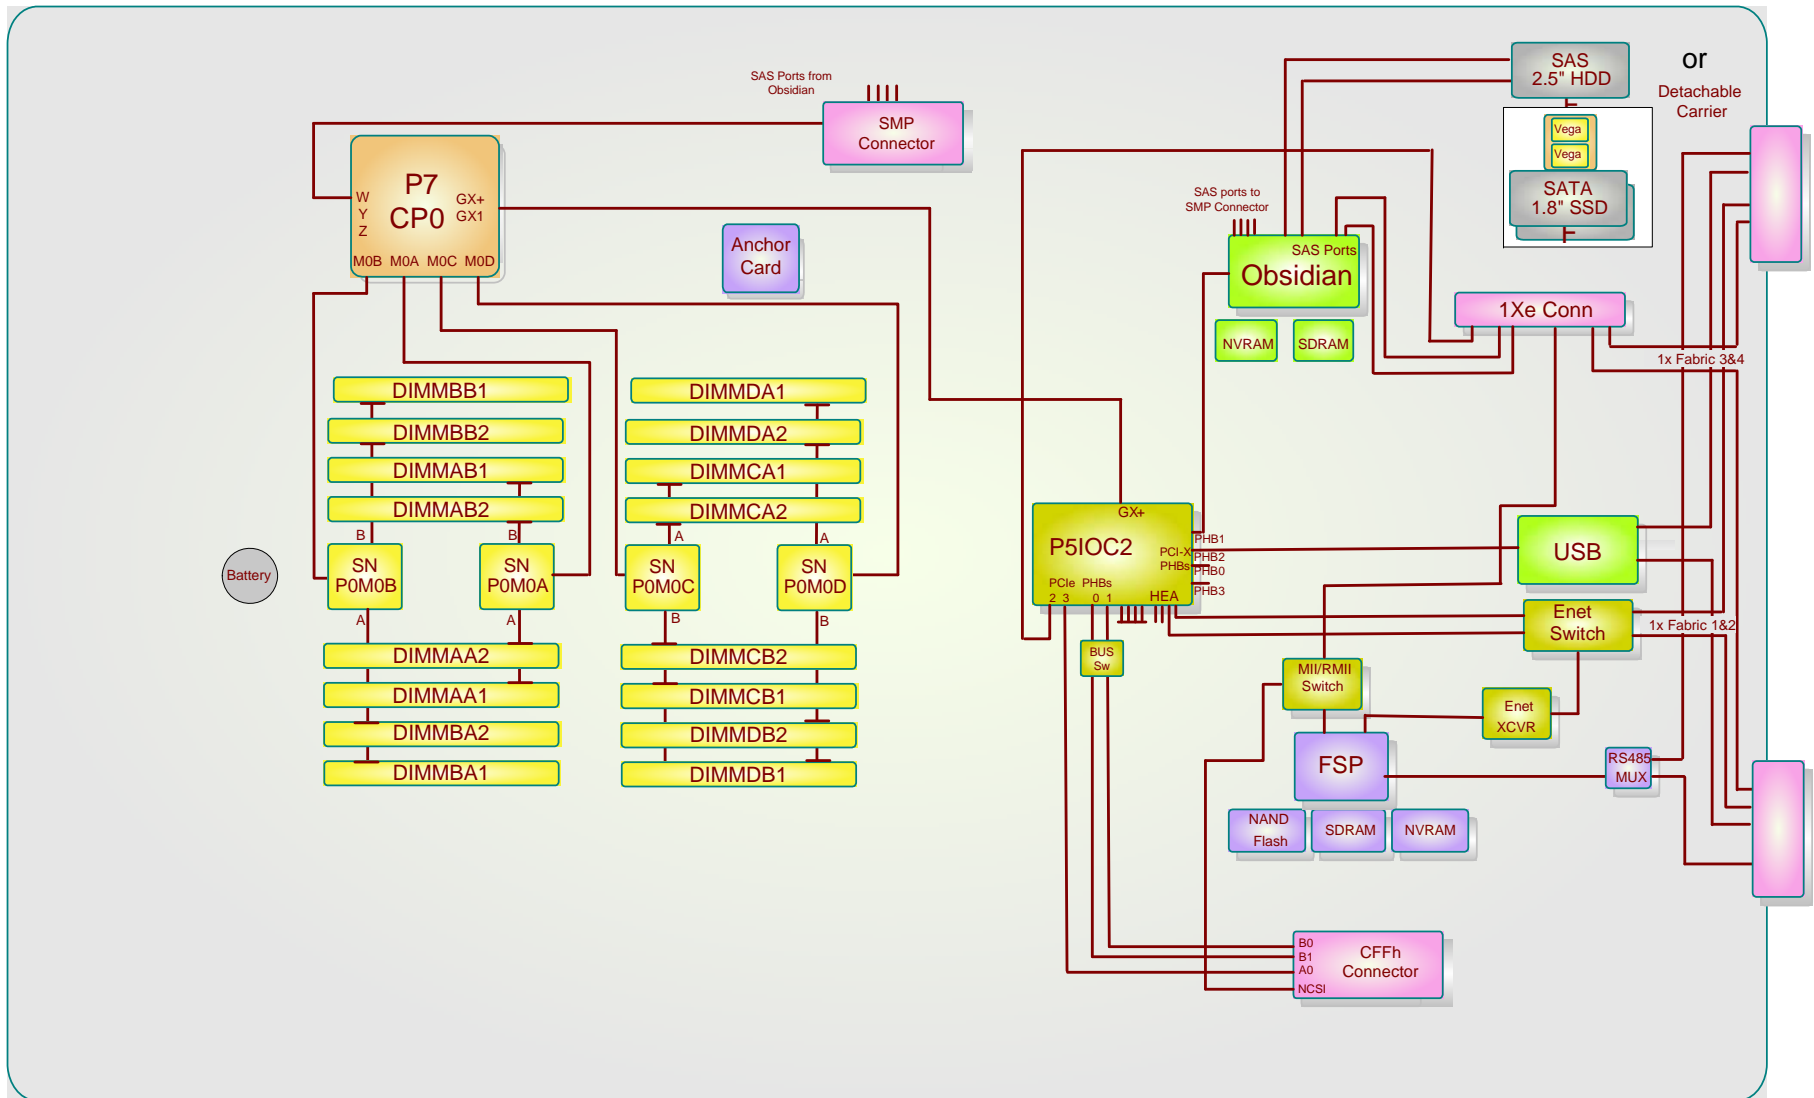 SAS Ports from
Obsidian
SMP
Connector
P7
CP0
W
Y
Z
GX+
GX1
M0B
M0A
M0C
M0D
Anchor
Card
SAS
2.5" HDD
or
Detachable
Carrier
Vega
Vega
SATA
1.8" SSD
SAS ports to
SMP Connector
SAS Ports
Obsidian
NVRAM
SDRAM
1Xe Conn
1x Fabric 3&4
DIMMBB1
DIMMBB2
DIMMAB1
DIMMAB2
B
B
SN
P0M0B
SN
P0M0A
A
A
DIMMAA2
DIMMAA1
DIMMBA2
DIMMBA1
Battery
DIMMDA1
DIMMDA2
DIMMCA1
DIMMCA2
A
A
SN
P0M0C
SN
P0M0D
B
B
DIMMCB2
DIMMCB1
DIMMDB2
DIMMDB1
GX+
P5IOC2
PCI-X
PHBs
PCIe PHBs
2 3 0 1
HEA
PHB1
PHB2
PHB0
PHB3
BUS
Sw
USB
Enet
Switch
1x Fabric 1&2
MII/RMII
Switch
Enet
XCVR
FSP
RS485
MUX
NAND
Flash
SDRAM
NVRAM
B0
B1
A0
NCSI
CFFh
Connector